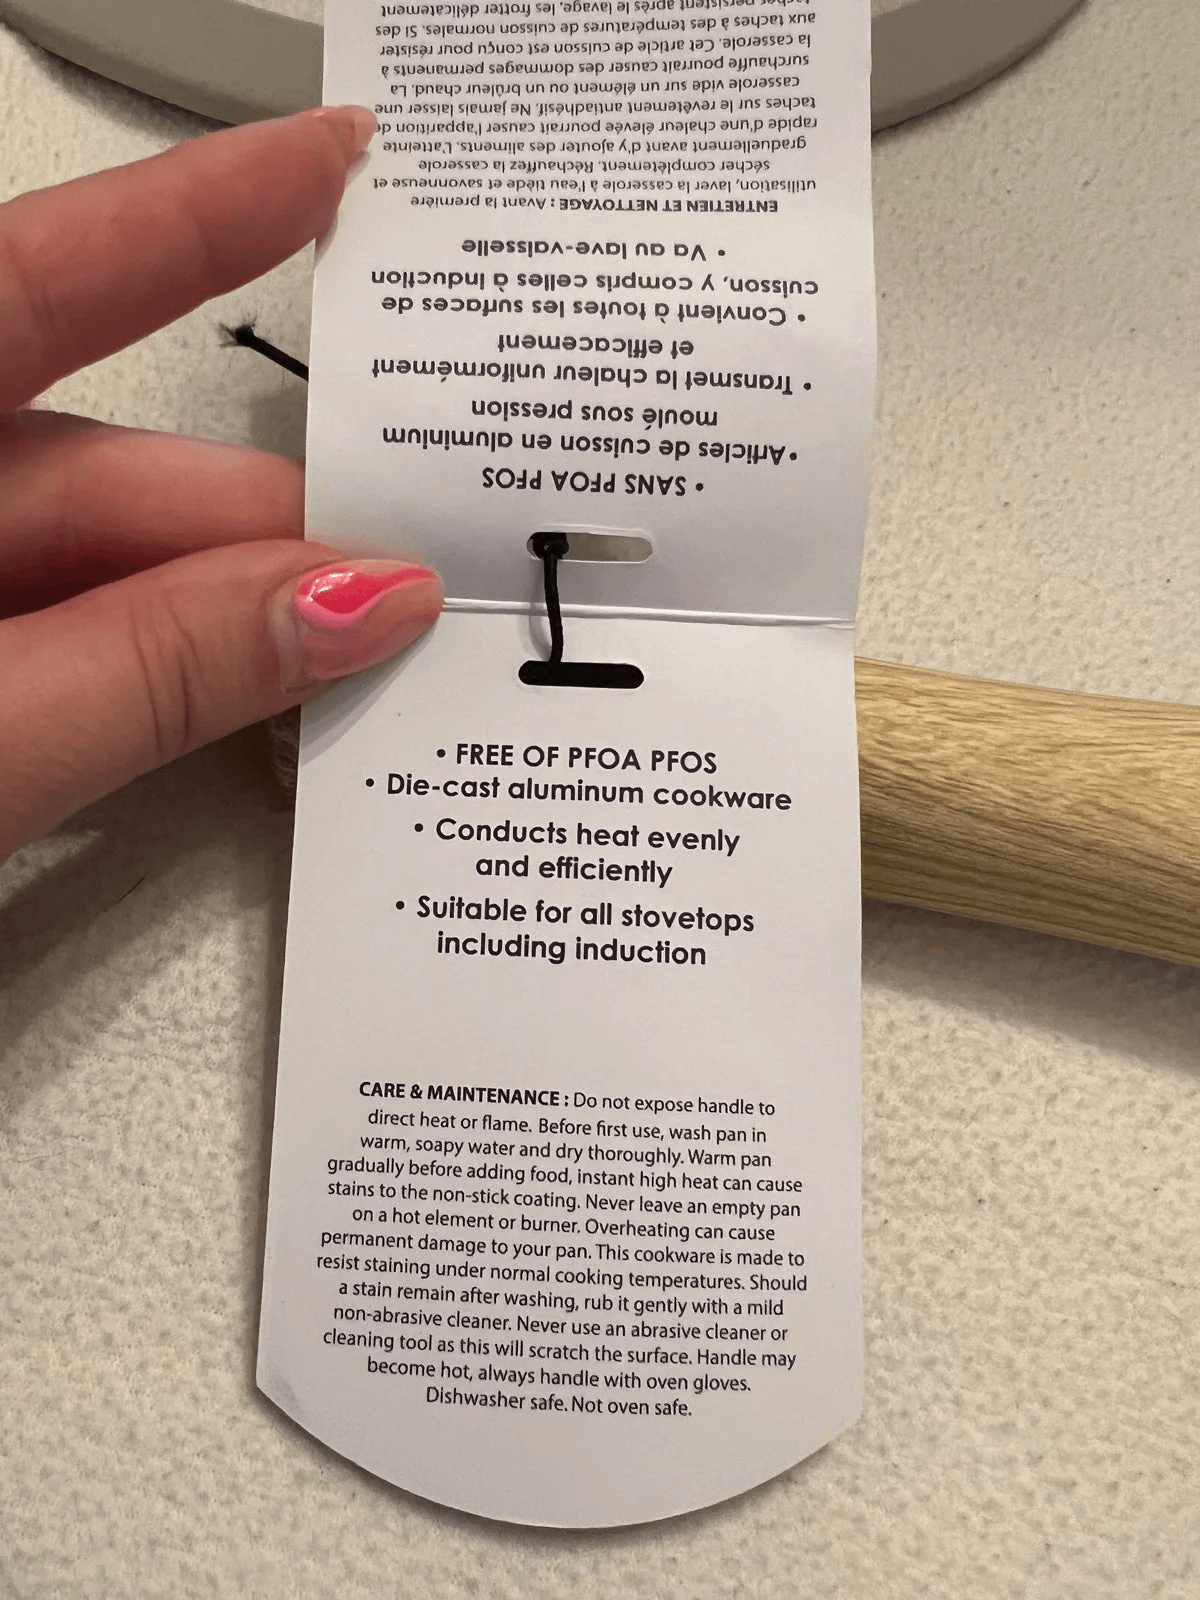 • FREE OF PFOA PFOS
• Die-cast aluminum cookware
• Conducts heat evenly
and efficiently
• Suitable for all stovetops
including induction
CARE & MAINTENANCE : Do not expose handle to
direct heat or flame. Before first use, wash pan in
warm, soapy water and dry thoroughly. Warm pan
gradually before adding food, instant high heat can cause
stains to the non-stick coating. Never leave an empty pan
on a hot element or burner. Overheating can cause
permanent damage to your pan. This cookware is made to
resist staining under normal cooking temperatures. Should
a stain remain after washing, rub it gently with a mild
non-abrasive cleaner. Never use an abrasive cleaner or
cleaning tool as this will scratch the surface. Handle may
become hot, always handle with oven gloves.
Dishwasher safe. Not oven safe.
• SANS PFOA PFOS
• Articles de cuisson en aluminium
moulé sous pression
• Transmet la chaleur uniformément
et efficacement
• Convient à toutes les surfaces de
cuisson, y compris celles à induction
• Va au lave-vaisselle
ENTRETIEN ET NETTOYAGE : Avant la première
utilisation, laver la casserole à l'eau tiède et savonneuse et
sécher complètement. Réchauffez la casserole
graduellement avant d'y ajouter des aliments. L'atteinte
rapide d'une chaleur élevée pourrait causer l'apparition de
taches sur le revêtement antiadhésif. Ne jamais laisser une
casserole vide sur un élément ou un brûleur chaud. La
surchauffe pourrait causer des dommages permanents à
la casserole. Cet article de cuisson est conçu pour résister
aux taches à des températures de cuisson normales. Si des
taches persistent après le lavage, les frotter délicatement